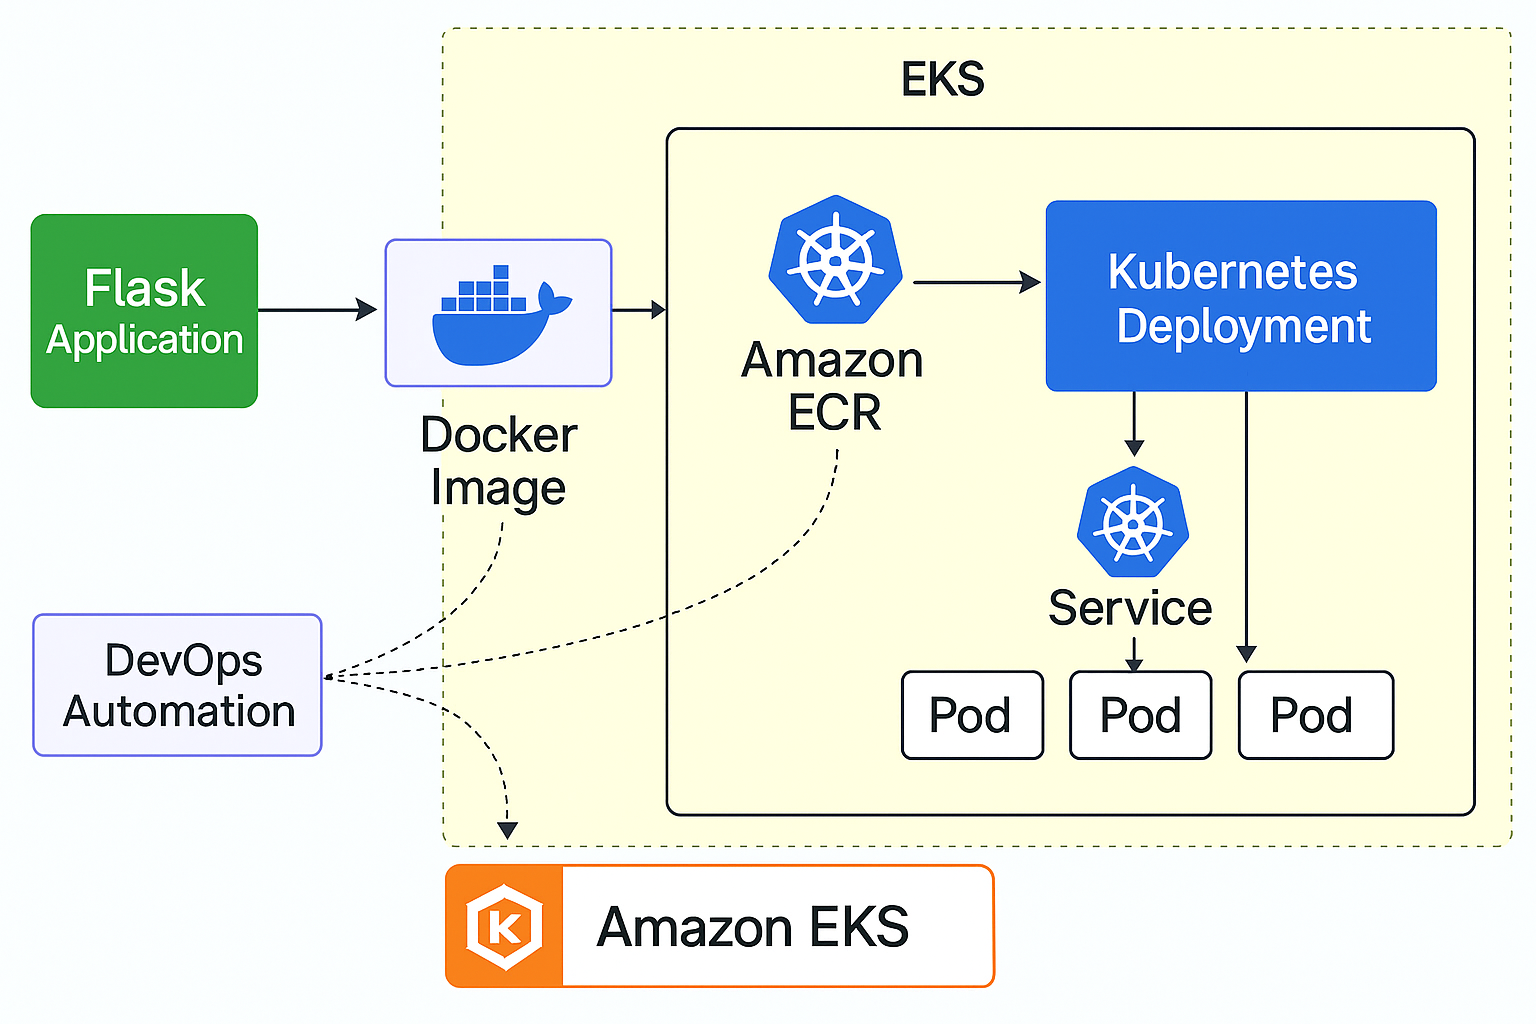 EKS
Flask
Application
Docker
Image
Amazon
ECR
Kubernetes
Deployment
Service
Pod
Pod
Pod
DevOps
Automation
K
Amazon EKS